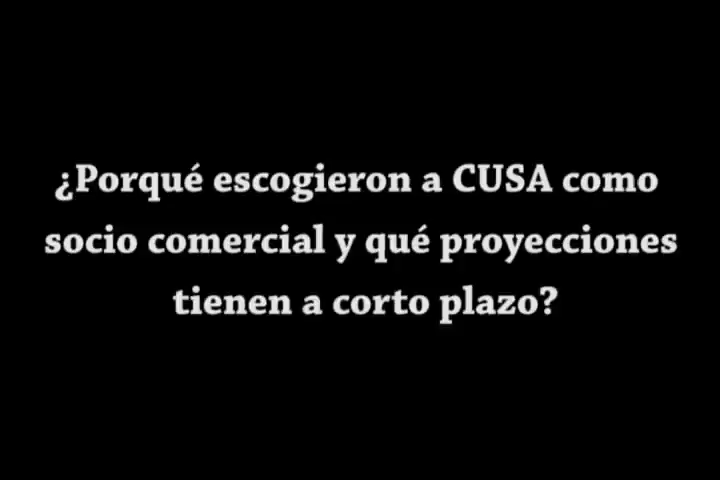 ¿Porqué escogieron a CUSA como
socio comercial y qué proyecciones
tienen a corto plazo?